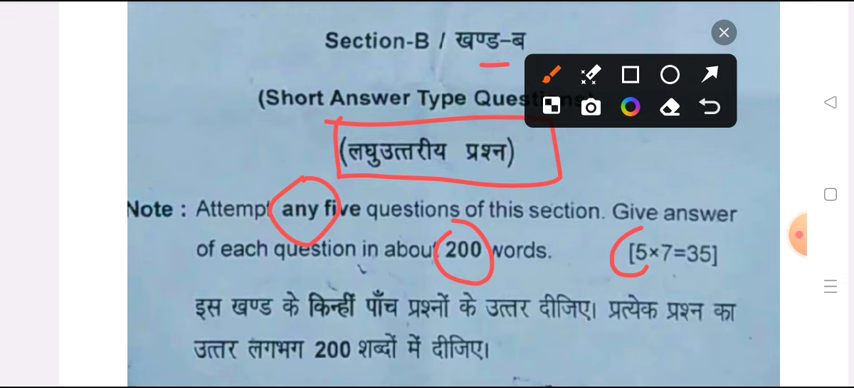 Section-B / खण्ड-ब
(Short Answer Type Ques
(लघुउत्तरीय प्रश्न)
Note : Attempt any five questions of this section. Give answer
of each question in about 200 words. [5×7=35]
इस खण्ड के किन्हीं पाँच प्रश्नों के उत्तर दीजिए। प्रत्येक प्रश्न का
उत्तर लगभग 200 शब्दों में दीजिए।